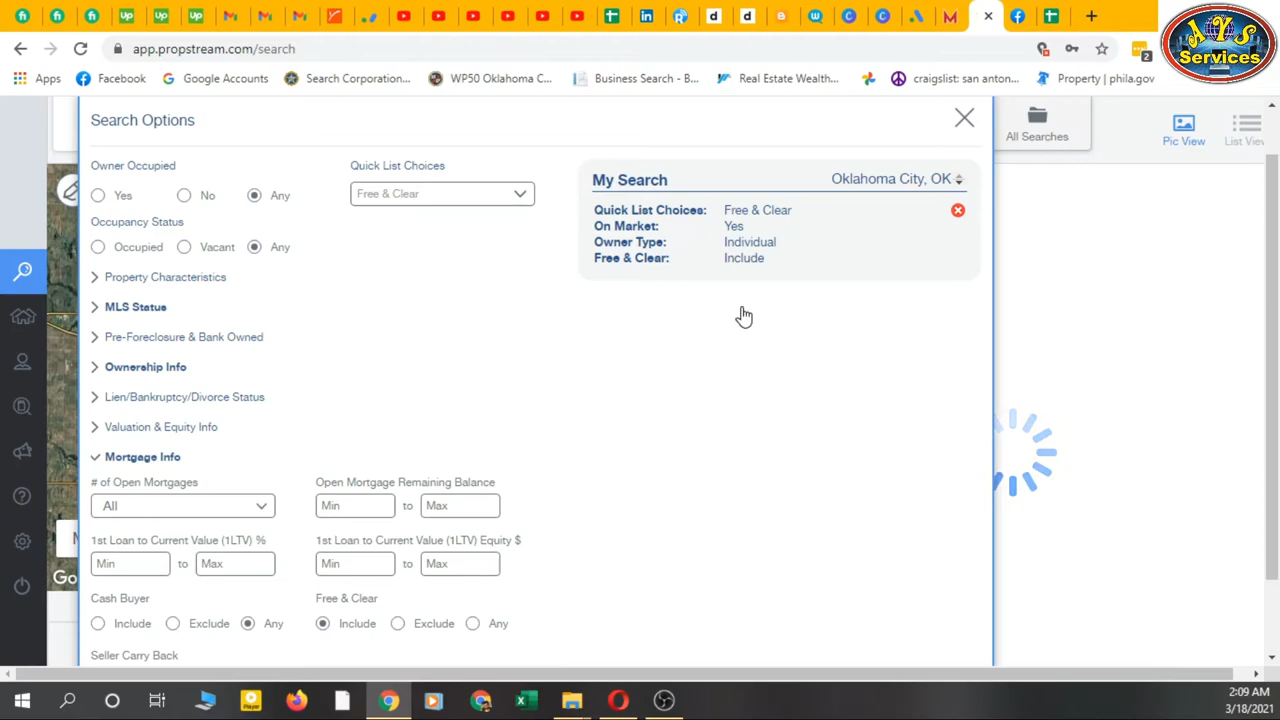 app.propstream.com/search
Apps
Facebook
Google Accounts
Search Corporation...
WP50 Oklahoma C...
Business Search - B...
Real Estate Wealth...
craigslist: san anton...
Property | phila.gov
2
AYS
Services
Search Options
All Searches
Pic View
List View
Owner Occupied
Yes
No
Any
Quick List Choices
Free & Clear
Occupancy Status
Occupied
Vacant
Any
My Search
Oklahoma City, OK
Quick List Choices: Free & Clear
On Market: Yes
Owner Type: Individual
Free & Clear: Include
Property Characteristics
MLS Status
Pre-Foreclosure & Bank Owned
Ownership Info
Lien/Bankruptcy/Divorce Status
Valuation & Equity Info
Mortgage Info
# of Open Mortgages
All
Open Mortgage Remaining Balance
Min to Max
1st Loan to Current Value (1LTV) %
Min to Max
1st Loan to Current Value (1LTV) Equity $
Min to Max
Cash Buyer
Include
Exclude
Any
Free & Clear
Include
Exclude
Any
Seller Carry Back
2:09 AM
3/18/2021